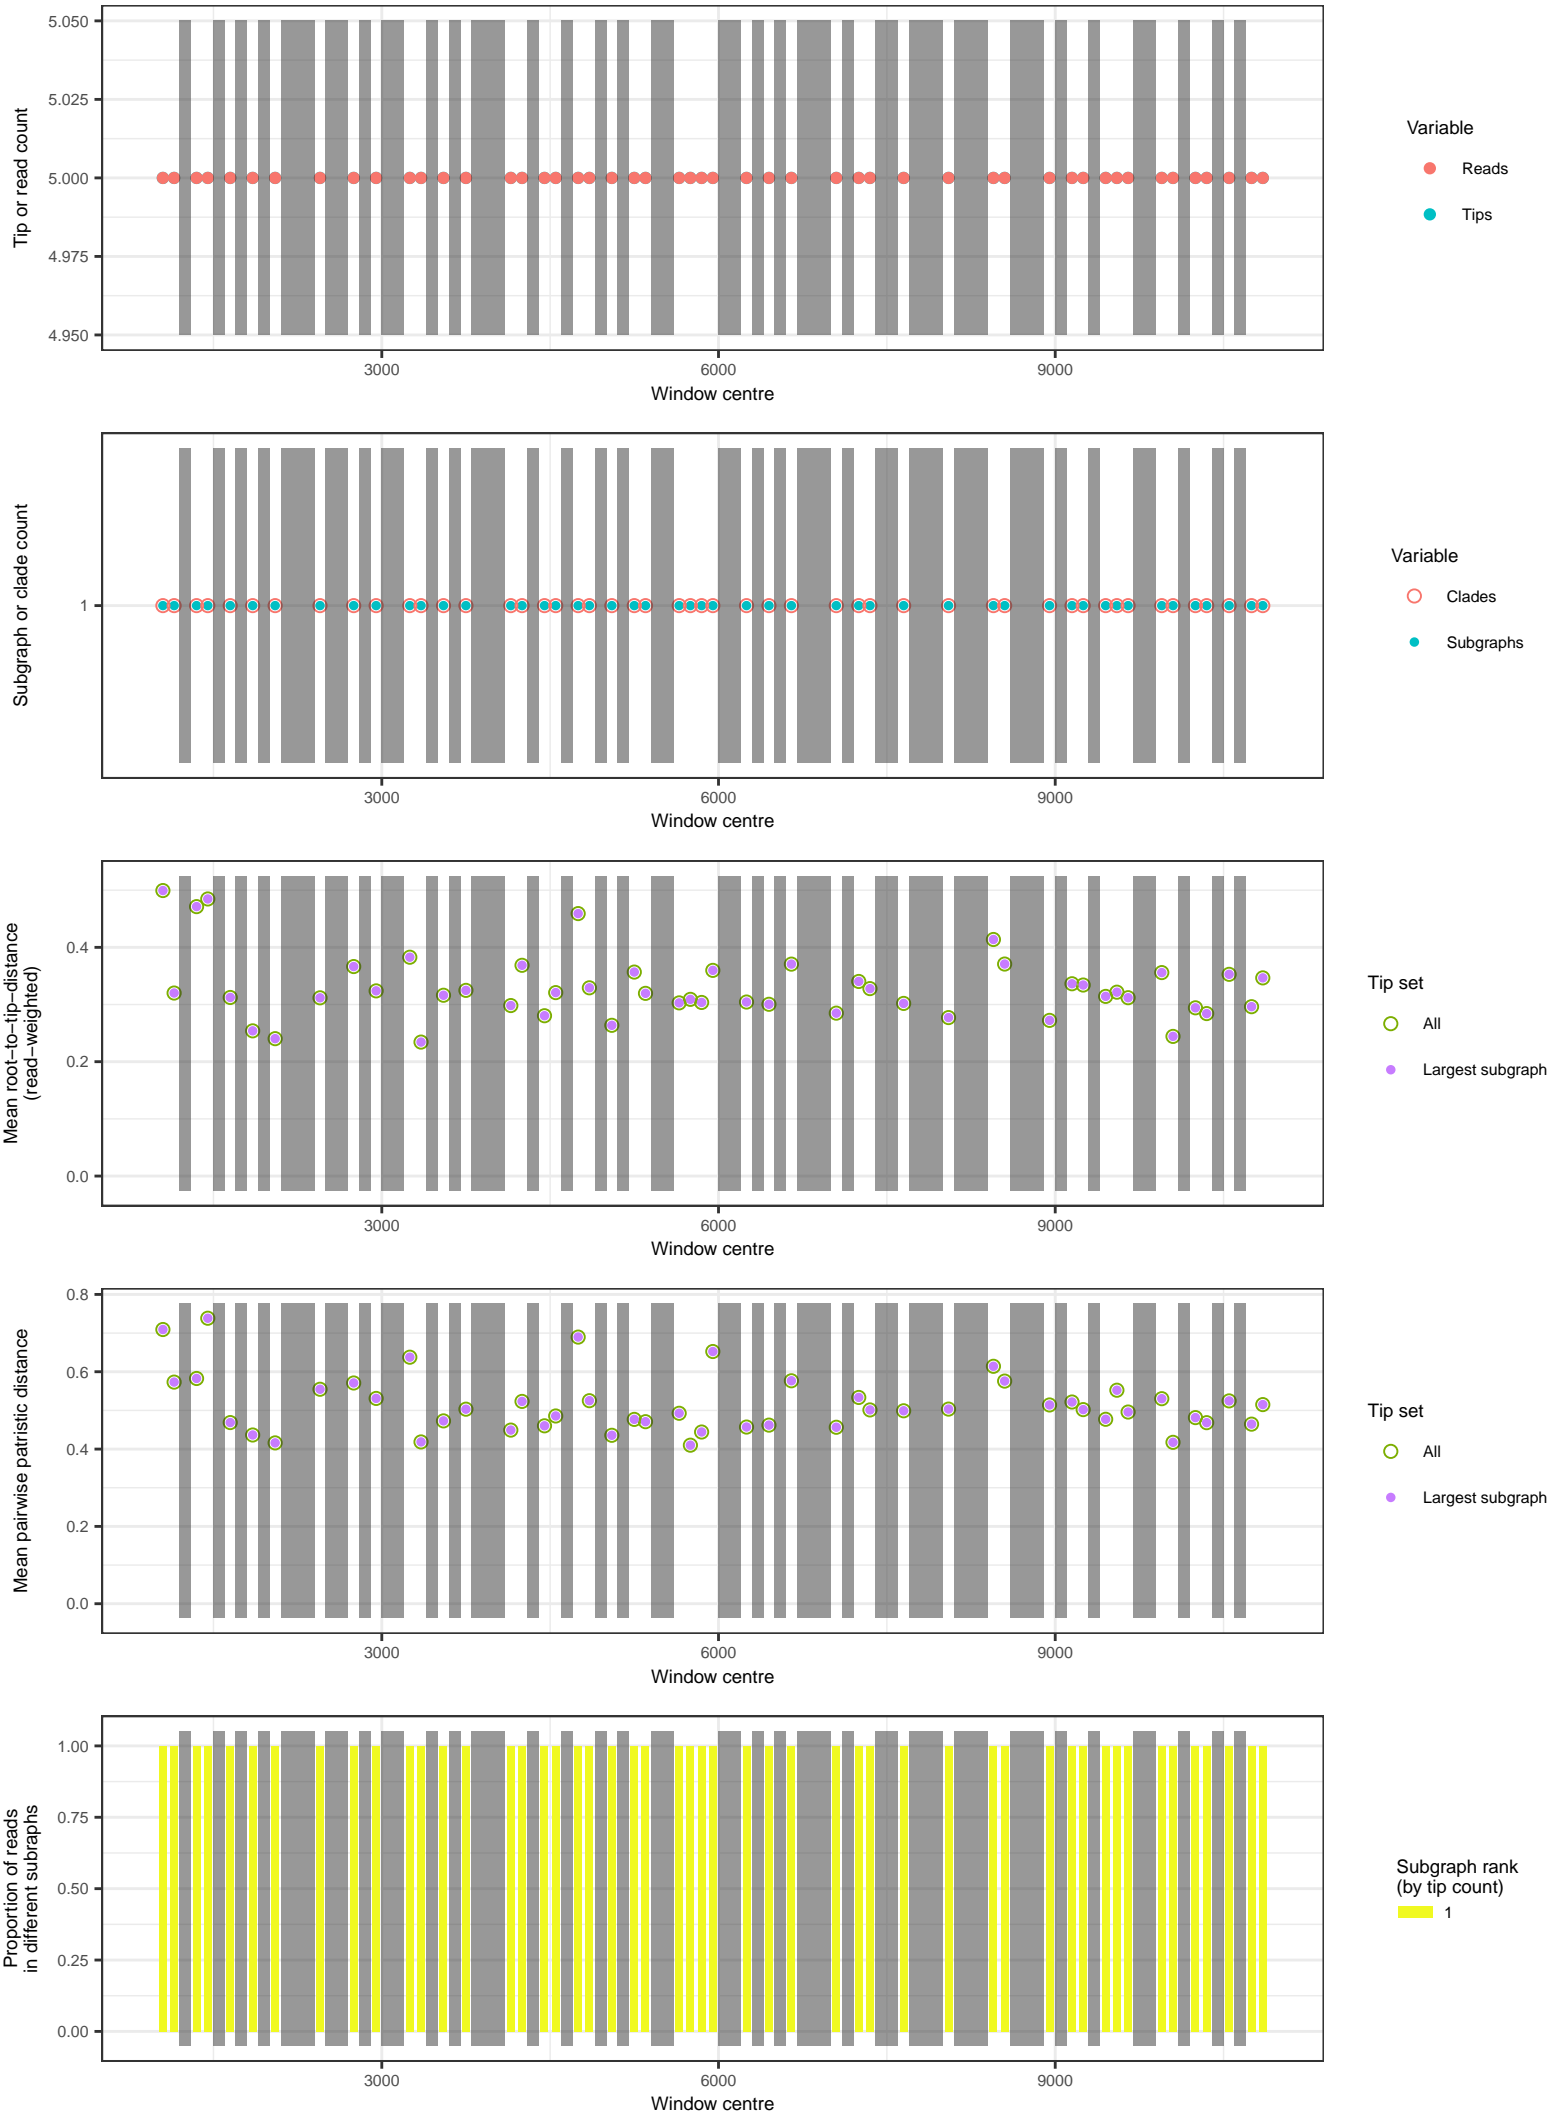 5.050
5.025
5.000
4.975
4.950
Tip or read count
3000
6000
9000
Window centre
Variable
Reads
Tips
1
Subgraph or clade count
3000
6000
9000
Window centre
Variable
Clades
Subgraphs
0.4
0.2
0.0
Mean root−to−tip−distance
(read−weighted)
3000
6000
9000
Window centre
Tip set
All
Largest subgraph
0.8
0.6
0.4
0.2
0.0
Mean pairwise patristic distance
3000
6000
9000
Window centre
Tip set
All
Largest subgraph
1.00
0.75
0.50
0.25
0.00
Proportion of reads
in different subraphs
3000
6000
9000
Window centre
Subgraph rank
(by tip count)
1